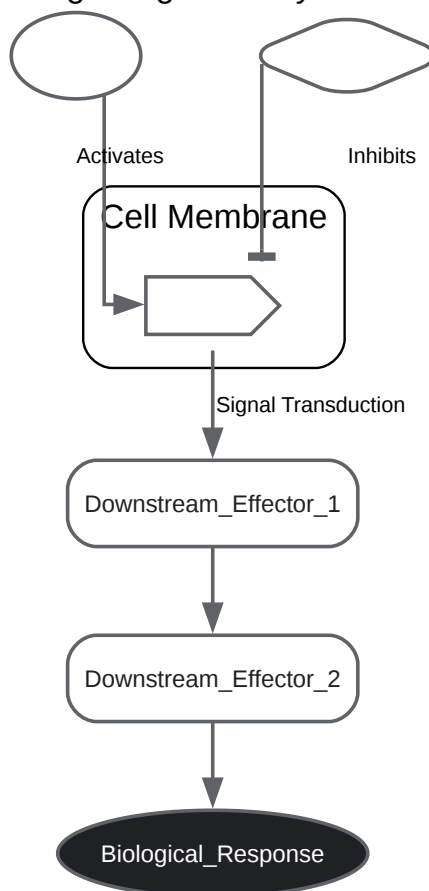 Activates
Inhibits
Cell Membrane
Signal Transduction
Downstream_Effector_1
Downstream_Effector_2
Biological_Response